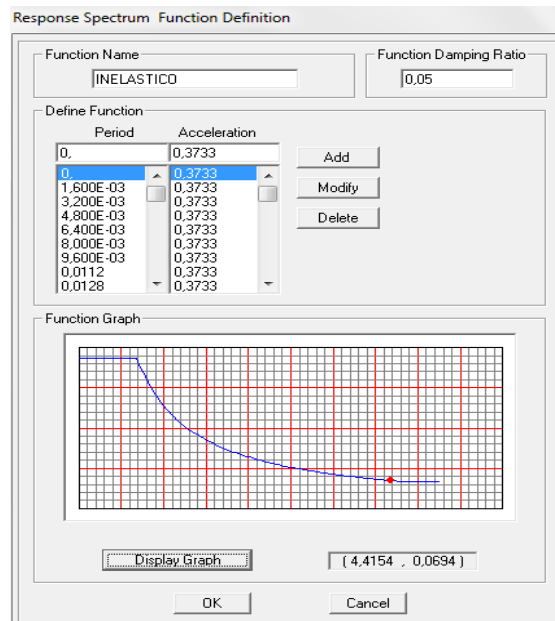 Response Spectrum Function Definition
Function Name
Function Damping Ratio
INELASTICO
0,05
Define Function
Period Acceleration
0, 0,3733
Add
0, 0,3733
1,600E-03 0,3733
Modify
3,200E-03 0,3733
4,800E-03 0,3733
Delete
6,400E-03 0,3733
8,000E-03 0,3733
9,600E-03 0,3733
0,0112 0,3733
0,0128 0,3733
Function Graph
Display Graph
( 4,4154 , 0,0694 )
OK Cancel